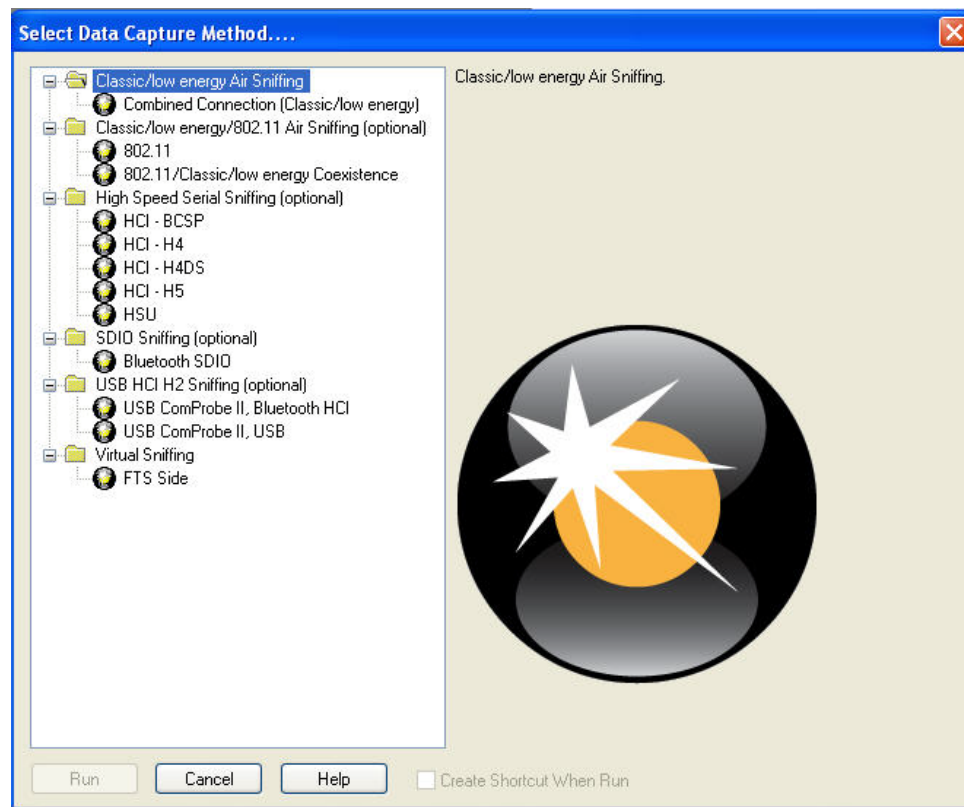 Select Data Capture Method....
Classic/low energy Air Sniffing
Combined Connection (Classic/low energy)
Classic/low energy/802.11 Air Sniffing (optional)
802.11
802.11/Classic/low energy Coexistence
High Speed Serial Sniffing (optional)
HCI - BCSP
HCI - H4
HCI - H4DS
HCI - H5
HSU
SDIO Sniffing (optional)
Bluetooth SDIO
USB HCI H2 Sniffing (optional)
USB ComProbe II, Bluetooth HCI
USB ComProbe II, USB
Virtual Sniffing
FTS Side
Classic/low energy Air Sniffing.
Run
Cancel
Help
Create Shortcut When Run